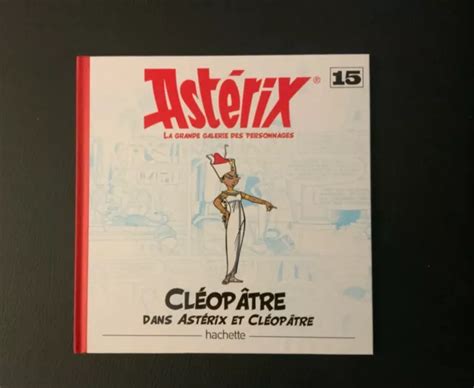 15
Astérix®
LA GRANDE GALERIE DES PERSONNAGES
CLÉOPÂTRE
DANS ASTÉRIX ET CLÉOPÂTRE
hachette